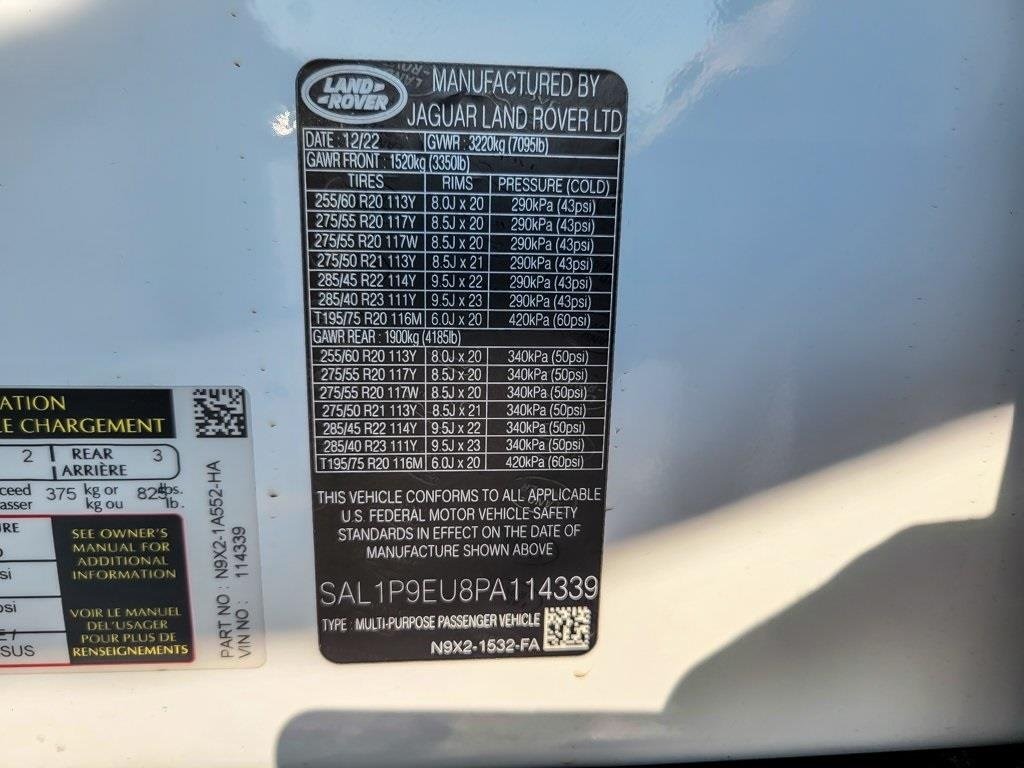 LAND ROVER
MANUFACTURED BY
JAGUAR LAND ROVER LTD
DATE : 12/22 GVWR : 3220kg (7095lb)
GAWR FRONT : 1520kg (3350lb)
TIRES RIMS PRESSURE (COLD)
255/60 R20 113Y 8.0J x 20 290kPa (43psi)
275/55 R20 117Y 8.5J x 20 290kPa (43psi)
275/55 R20 117W 8.5J x 20 290kPa (43psi)
275/50 R21 113Y 8.5J x 21 290kPa (43psi)
285/45 R22 114Y 9.5J x 22 290kPa (43psi)
285/40 R23 111Y 9.5J x 23 290kPa (43psi)
T195/75 R20 116M 6.0J x 20 420kPa (60psi)
GAWR REAR : 1900kg (4185lb)
255/60 R20 113Y 8.0J x 20 340kPa (50psi)
275/55 R20 117Y 8.5J x 20 340kPa (50psi)
275/55 R20 117W 8.5J x 20 340kPa (50psi)
275/50 R21 113Y 8.5J x 21 340kPa (50psi)
285/45 R22 114Y 9.5J x 22 340kPa (50psi)
285/40 R23 111Y 9.5J x 23 340kPa (50psi)
T195/75 R20 116M 6.0J x 20 420kPa (60psi)
THIS VEHICLE CONFORMS TO ALL APPLICABLE
U.S. FEDERAL MOTOR VEHICLE SAFETY
STANDARDS IN EFFECT ON THE DATE OF
MANUFACTURE SHOWN ABOVE
SAL1P9EU8PA114339
TYPE : MULTI-PURPOSE PASSENGER VEHICLE
N9X2-1532-FA
ATION
E CHARGEMENT
2 REAR 3
ARRIÈRE
ceed 375 kg or 825 lbs.
asser kg ou lb.
URE
SEE OWNER'S
MANUAL FOR
ADDITIONAL
INFORMATION
si
psi
VOIR LE MANUEL
DEL'USAGER
POUR PLUS DE
RENSEIGNEMENTS
SUS
PART NO : N9X2-1A552-HA
VIN NO : 114339